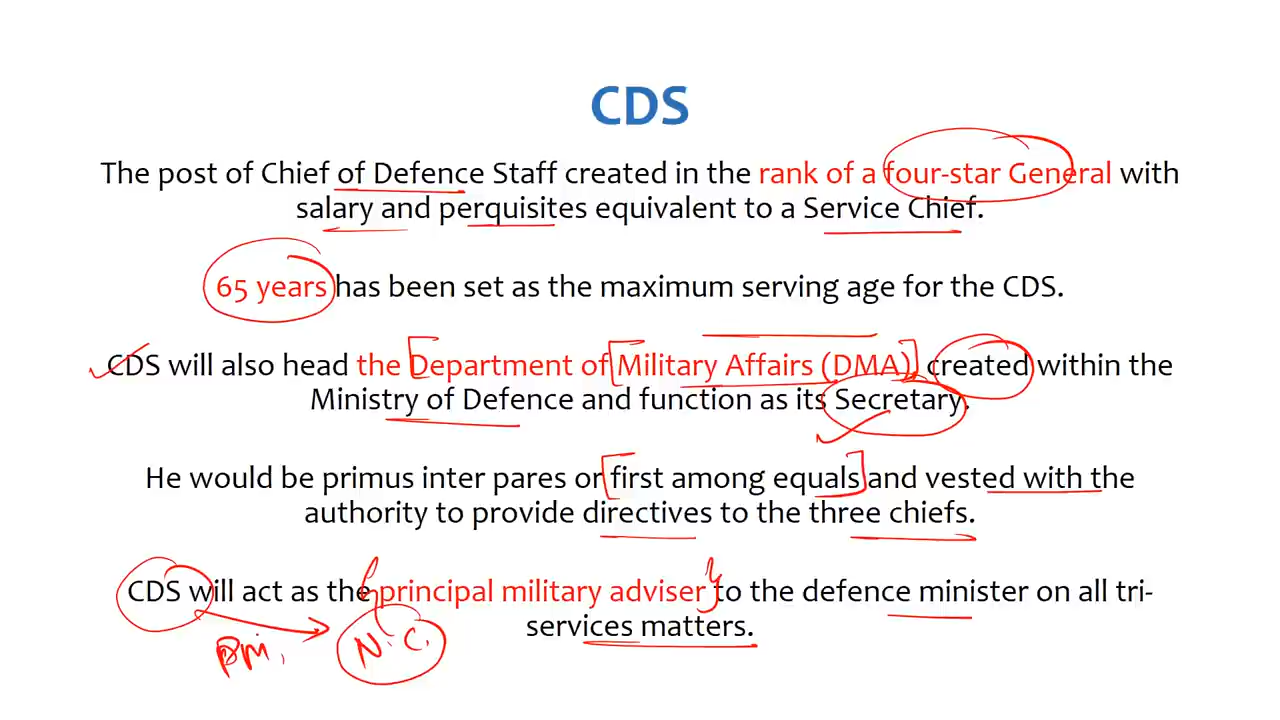 CDS
The post of Chief of Defence Staff created in the rank of a four-star General with
salary and perquisites equivalent to a Service Chief.
65 years has been set as the maximum serving age for the CDS.
CDS will also head the Department of Military Affairs (DMA), created within the
Ministry of Defence and function as its Secretary.
He would be primus inter pares or first among equals and vested with the
authority to provide directives to the three chiefs.
CDS will act as the principal military adviser to the defence minister on all tri-
services matters.
N.C.